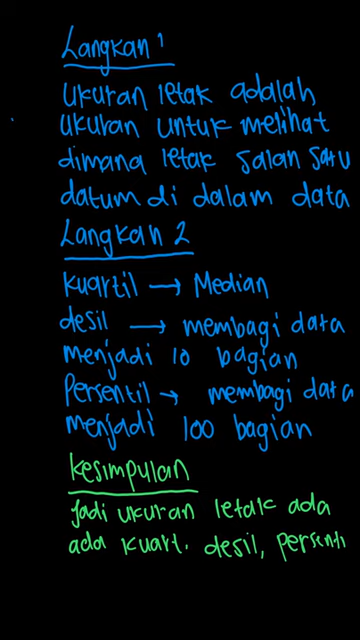 Langkah 1
Ukuran letak adalah
ukuran untuk melihat
dimana letak salah satu
datum di dalam data
Langkah 2
kuartil → Median
desil → membagi data
menjadi 10 bagian
Persentil → membagi data
menjadi 100 bagian
kesimpulan
Jadi ukuran letak ada
ada kuart. desil, persenti